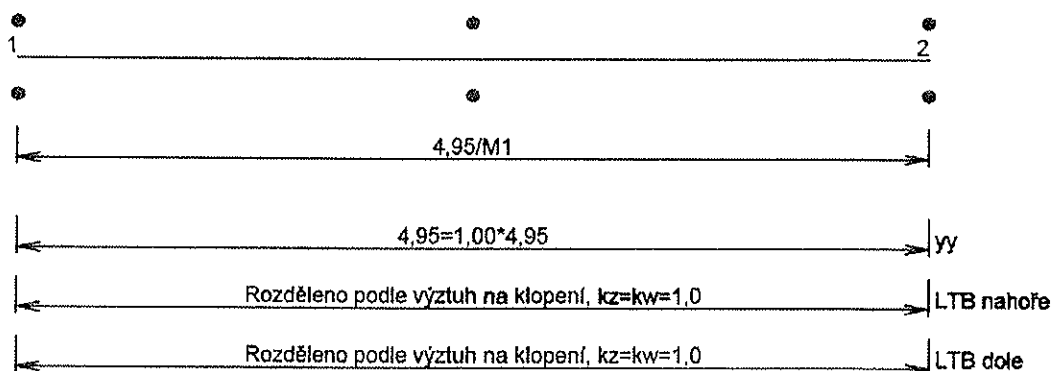 1 2
4,95/M1
4,95=1,00*4,95 yy
Rozděleno podle výztuh na klopení, kz=kw=1,0 LTB nahoře
Rozděleno podle výztuh na klopení, kz=kw=1,0 LTB dole